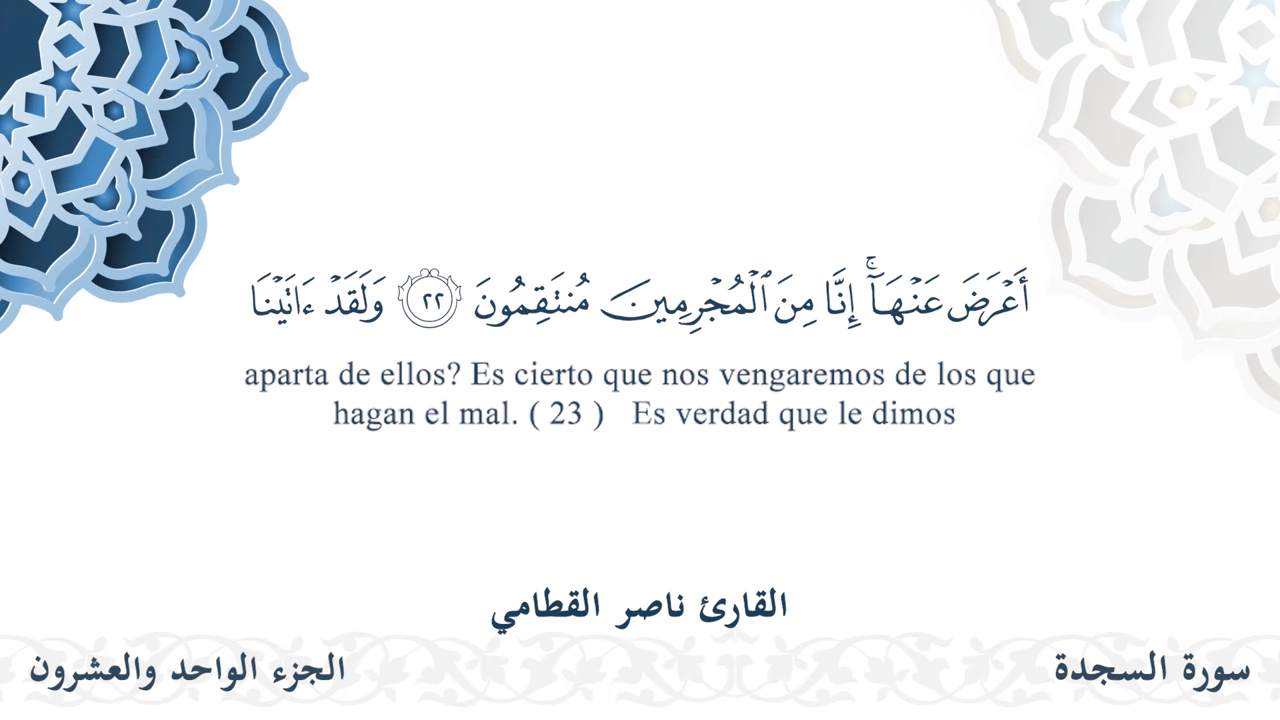 أَعۡرَضَ عَنۡهَآۚ إِنَّا مِنَ ٱلۡمُجۡرِمِينَ مُنتَقِمُونَ ٢٢ وَلَقَدۡ ءَاتَيۡنَا
aparta de ellos? Es cierto que nos vengaremos de los que
hagan el mal. ( 23 ) Es verdad que le dimos
القارئ ناصر القطامي
سورة السجدة
الجزء الواحد والعشرون